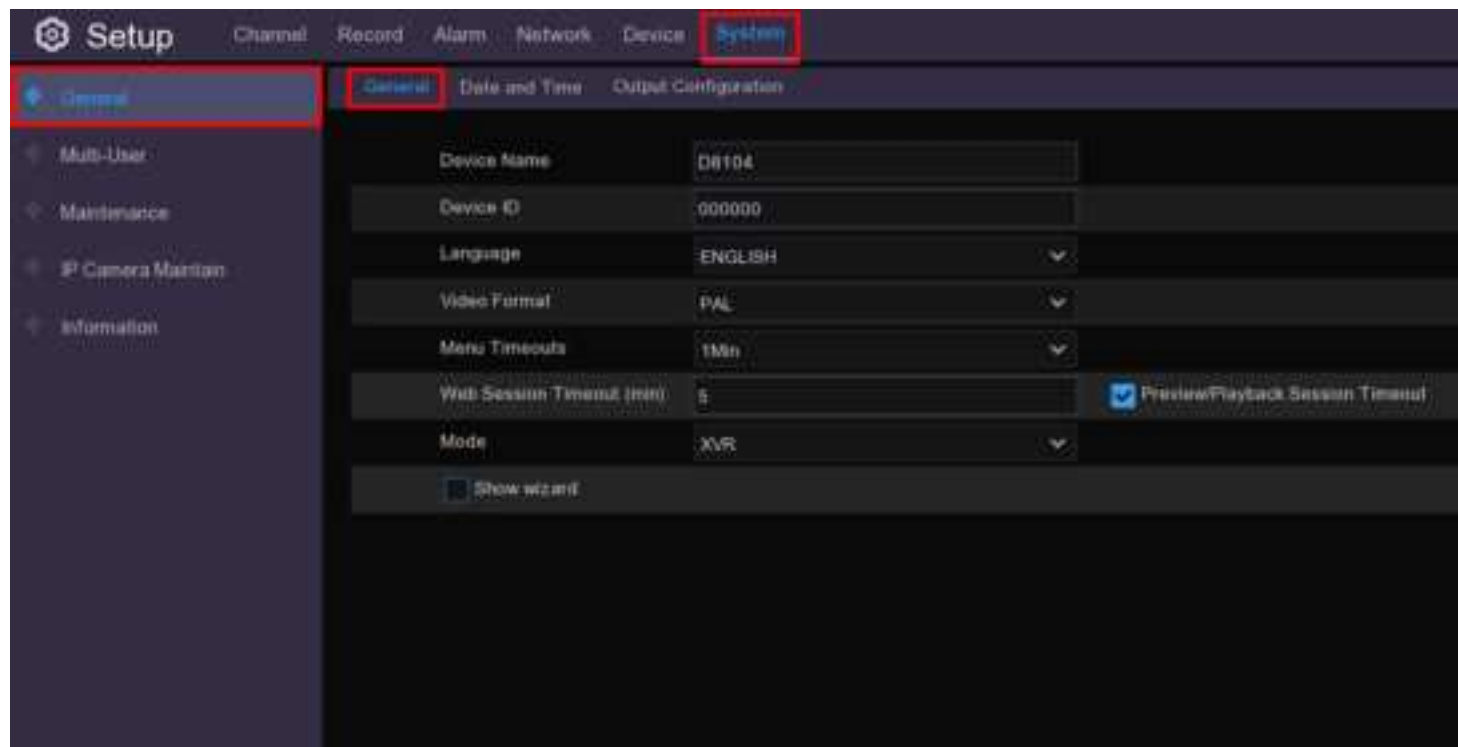 Setup Channel Record Alarm Network Device System
General
Multi-User
Maintenance
IP Camera Maintain
Information
General Date and Time Output Configuration
Device Name D8104
Device ID 000000
Language ENGLISH
Video Format PAL
Menu Timeouts 1Min
Web Session Timeout (min) 5 Preview/Playback Session Timeout
Mode XVR
Show wizard